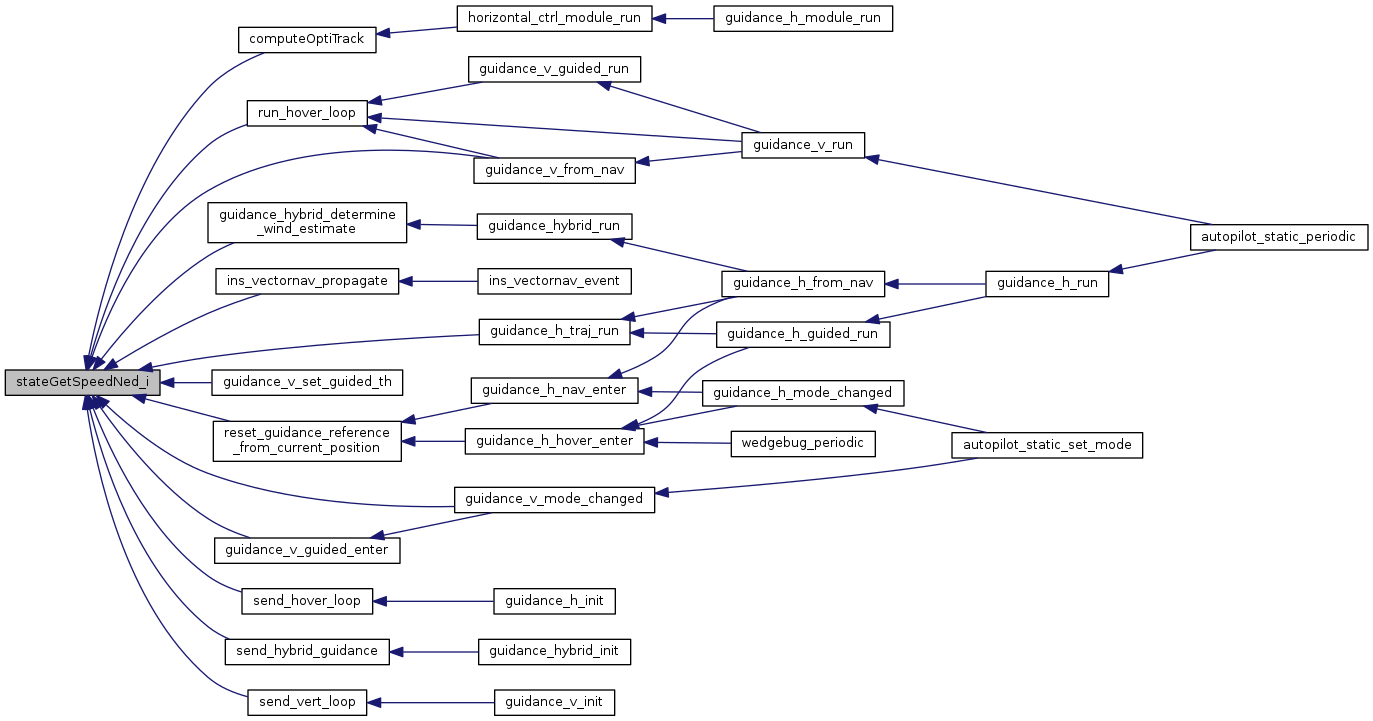 horizontal_ctrl_module_run
guidance_h_module_run
computeOptiTrack
guidance_v_guided_run
run_hover_loop
guidance_v_run
guidance_v_from_nav
guidance_hybrid_determine
_wind_estimate
guidance_hybrid_run
autopilot_static_periodic
ins_vectornav_propagate
ins_vectornav_event
guidance_h_from_nav
guidance_h_run
guidance_h_traj_run
guidance_h_guided_run
stateGetSpeedNed_i
guidance_v_set_guided_th
guidance_h_nav_enter
guidance_h_mode_changed
reset_guidance_reference
_from_current_position
guidance_h_hover_enter
wedgebug_periodic
autopilot_static_set_mode
guidance_v_mode_changed
guidance_v_guided_enter
send_hover_loop
guidance_h_init
send_hybrid_guidance
guidance_hybrid_init
send_vert_loop
guidance_v_init